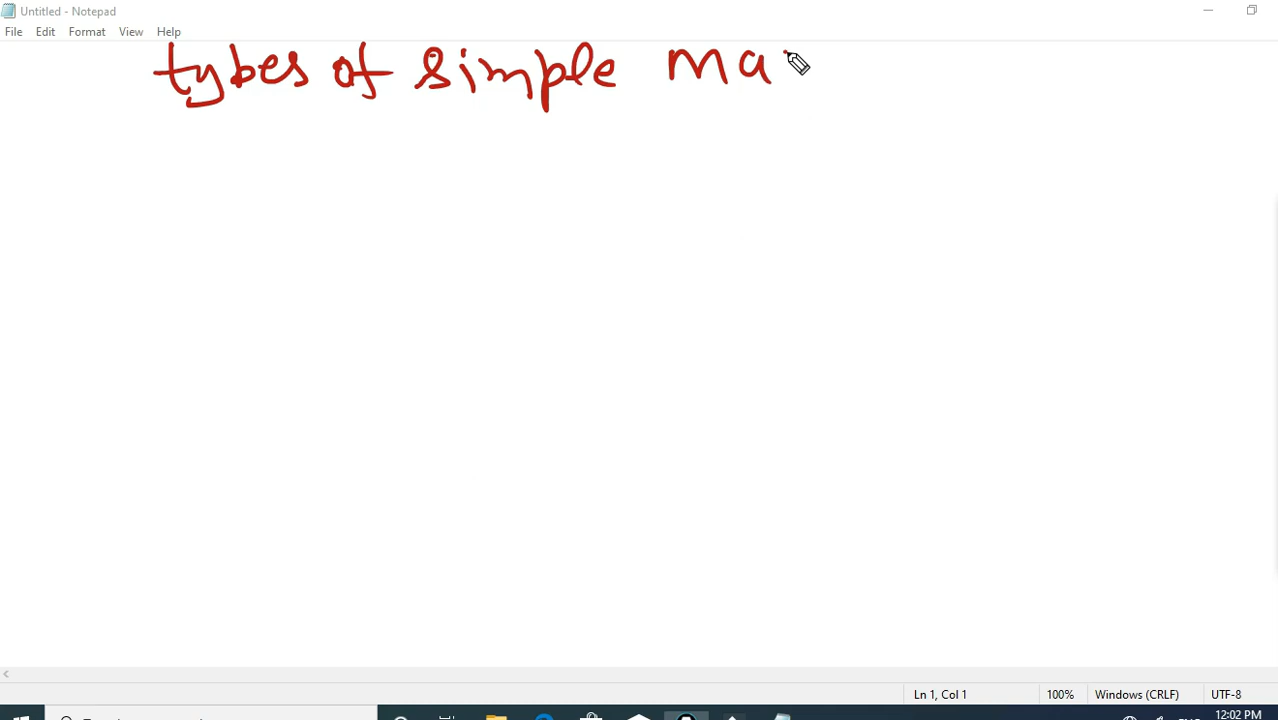 Untitled - Notepad
File Edit Format View Help
tybes of simple ma
Ln 1, Col 1 100% Windows (CRLF) UTF-8
12:02 PM